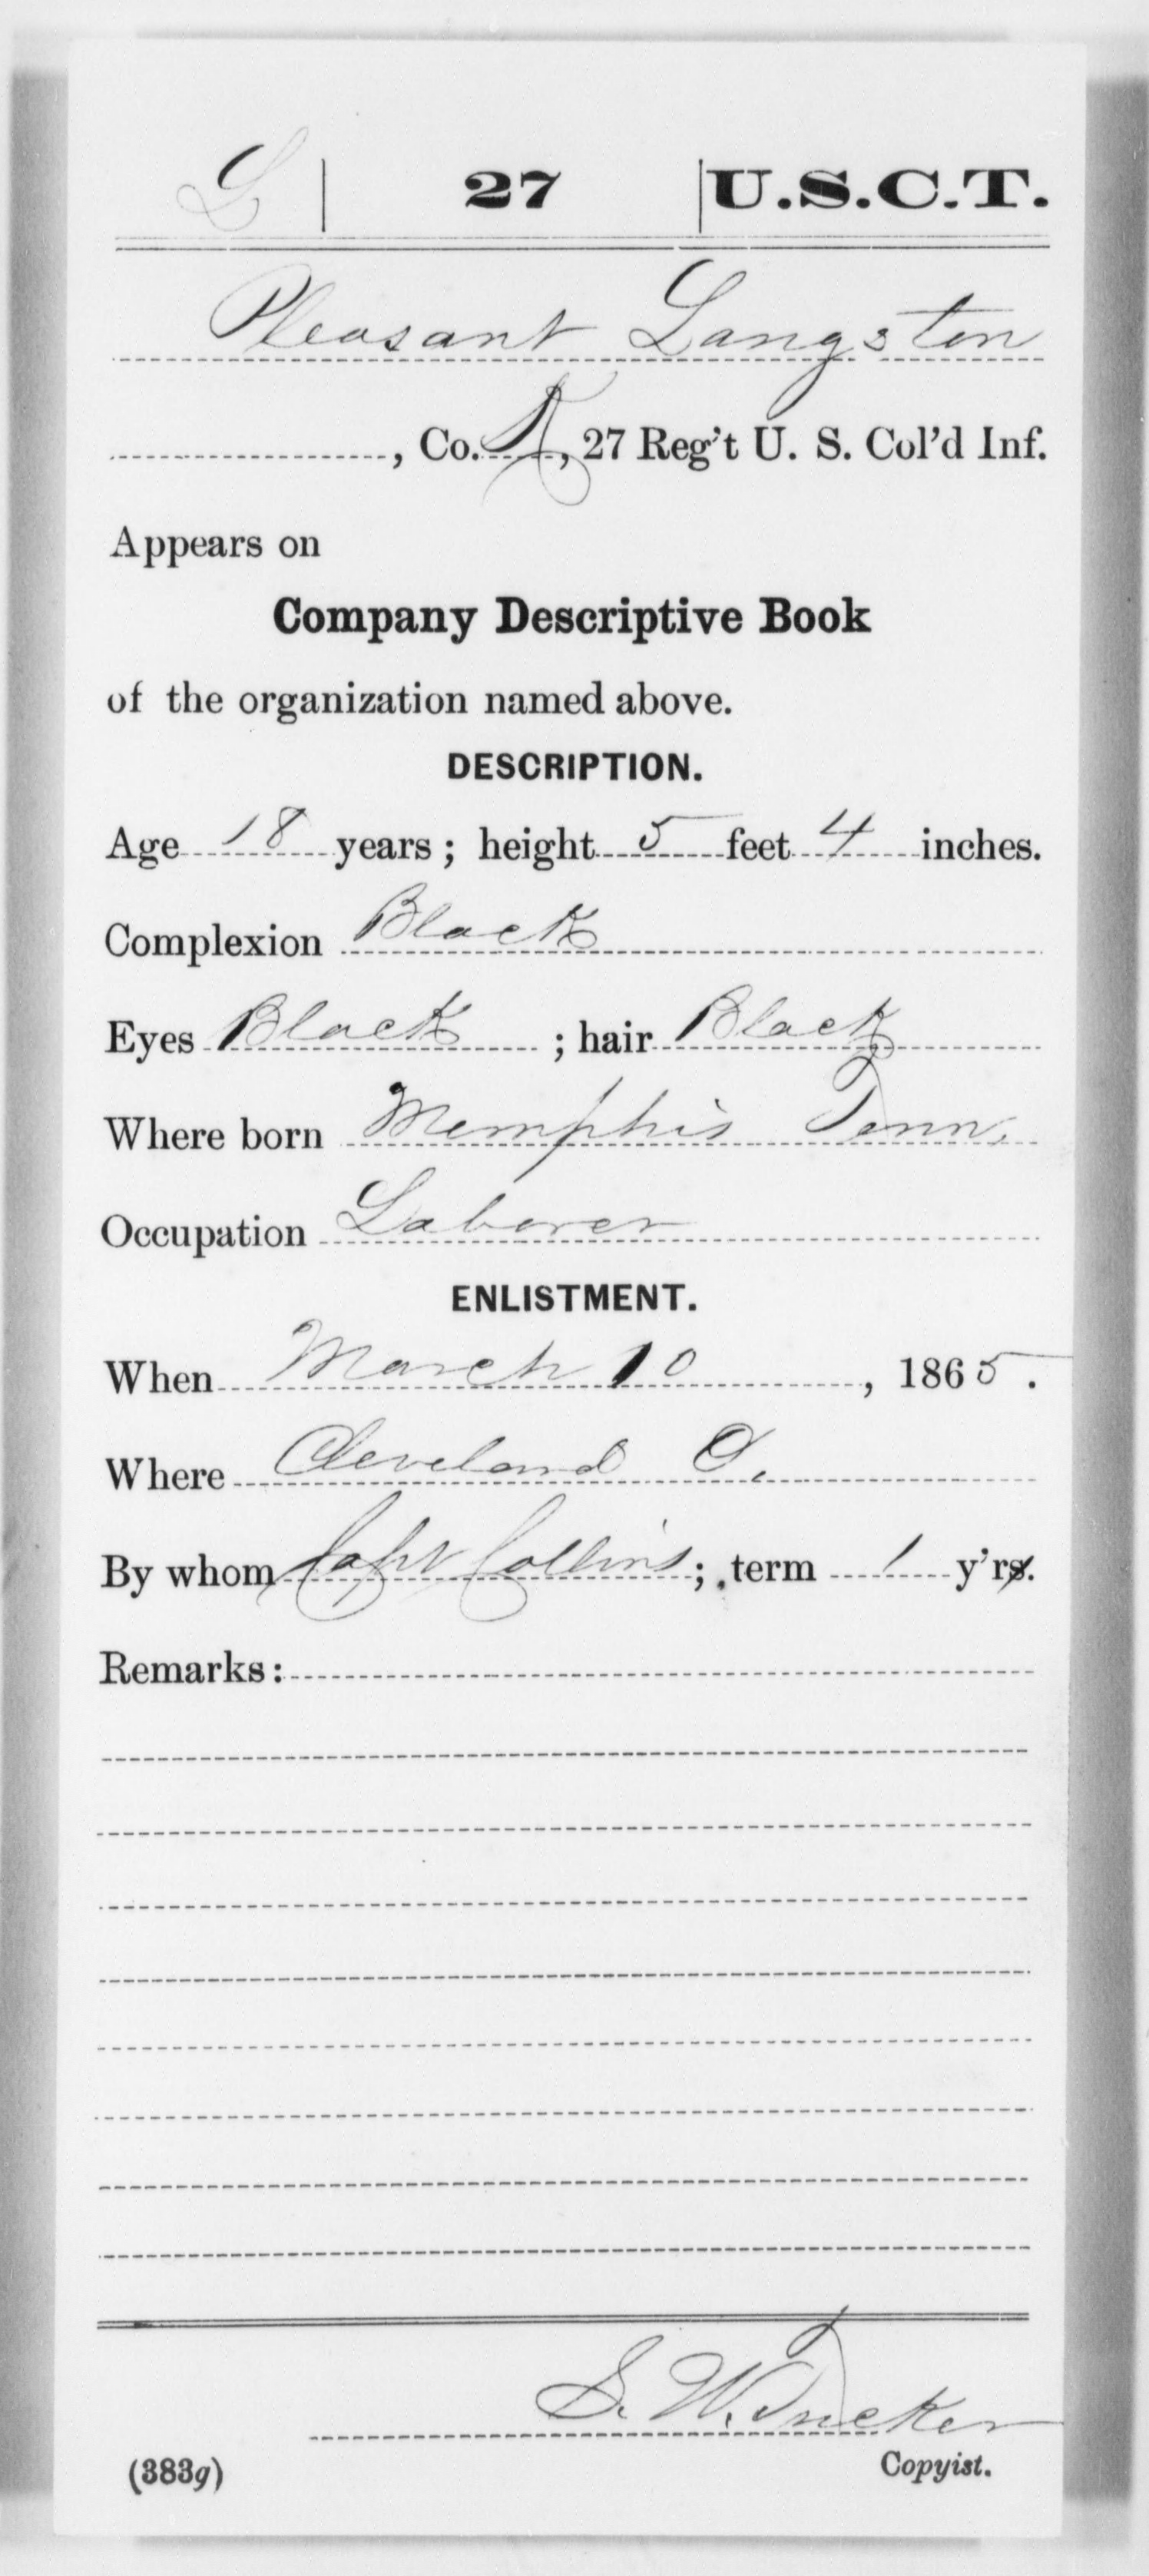 L | 27 | U.S.C.T.
Pleasant Langston
, Co. K, 27 Reg't U. S. Col'd Inf.
Appears on
Company Descriptive Book
of the organization named above.
DESCRIPTION.
Age 18 years; height 5 feet 4 inches.
Complexion Black
Eyes Black; hair Black
Where born Memphis Tenn,
Occupation Laborer
ENLISTMENT.
When March 10, 1865.
Where Cleveland O.
By whom Capt Collins; term 1 y'rs.
Remarks:
S. W. Tucker
Copyist.
(383g)